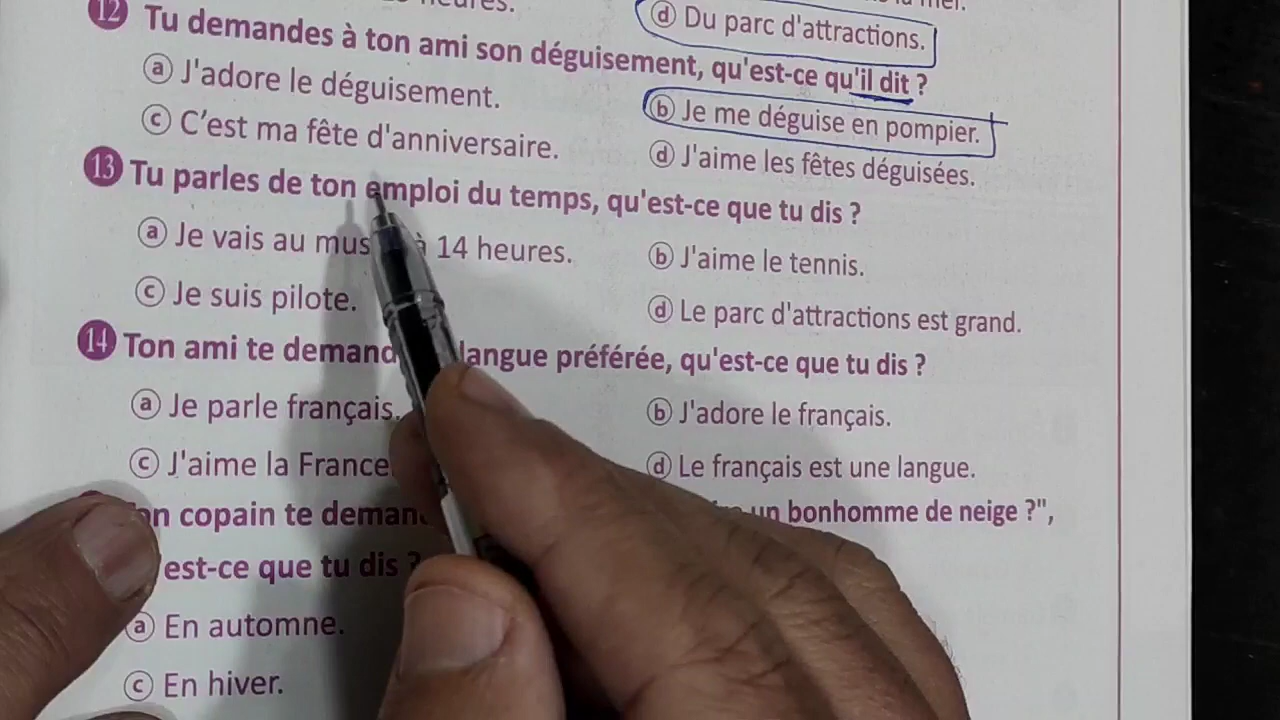 heures.
la mer.
d Du parc d'attractions.
12 Tu demandes à ton ami son déguisement, qu'est-ce qu'il dit ?
a J'adore le déguisement.
b Je me déguise en pompier.
c C'est ma fête d'anniversaire.
d J'aime les fêtes déguisées.
13 Tu parles de ton emploi du temps, qu'est-ce que tu dis ?
a Je vais au mus à 14 heures.
b J'aime le tennis.
c Je suis pilote.
d Le parc d'attractions est grand.
14 Ton ami te demand langue préférée, qu'est-ce que tu dis ?
a Je parle français.
b J'adore le français.
c J'aime la France
d Le français est une langue.
copain te deman un bonhomme de neige ?",
est-ce que tu dis ?
a En automne.
c En hiver.